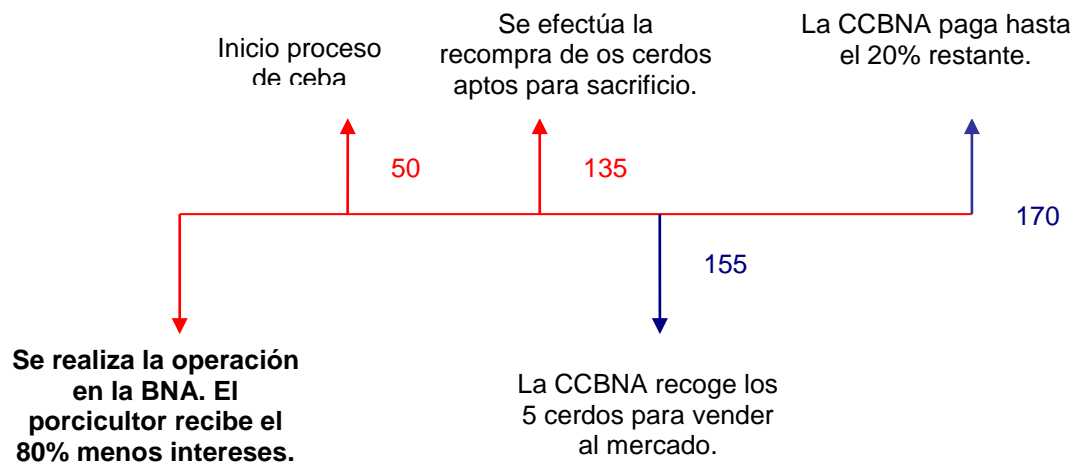 Inicio proceso
de ceba
Se efectúa la
recompra de os cerdos
aptos para sacrificio.
La CCBNA paga hasta
el 20% restante.
50
135
170
155
Se realiza la operación
en la BNA. El
porcicultor recibe el
80% menos intereses.
La CCBNA recoge los
5 cerdos para vender
al mercado.